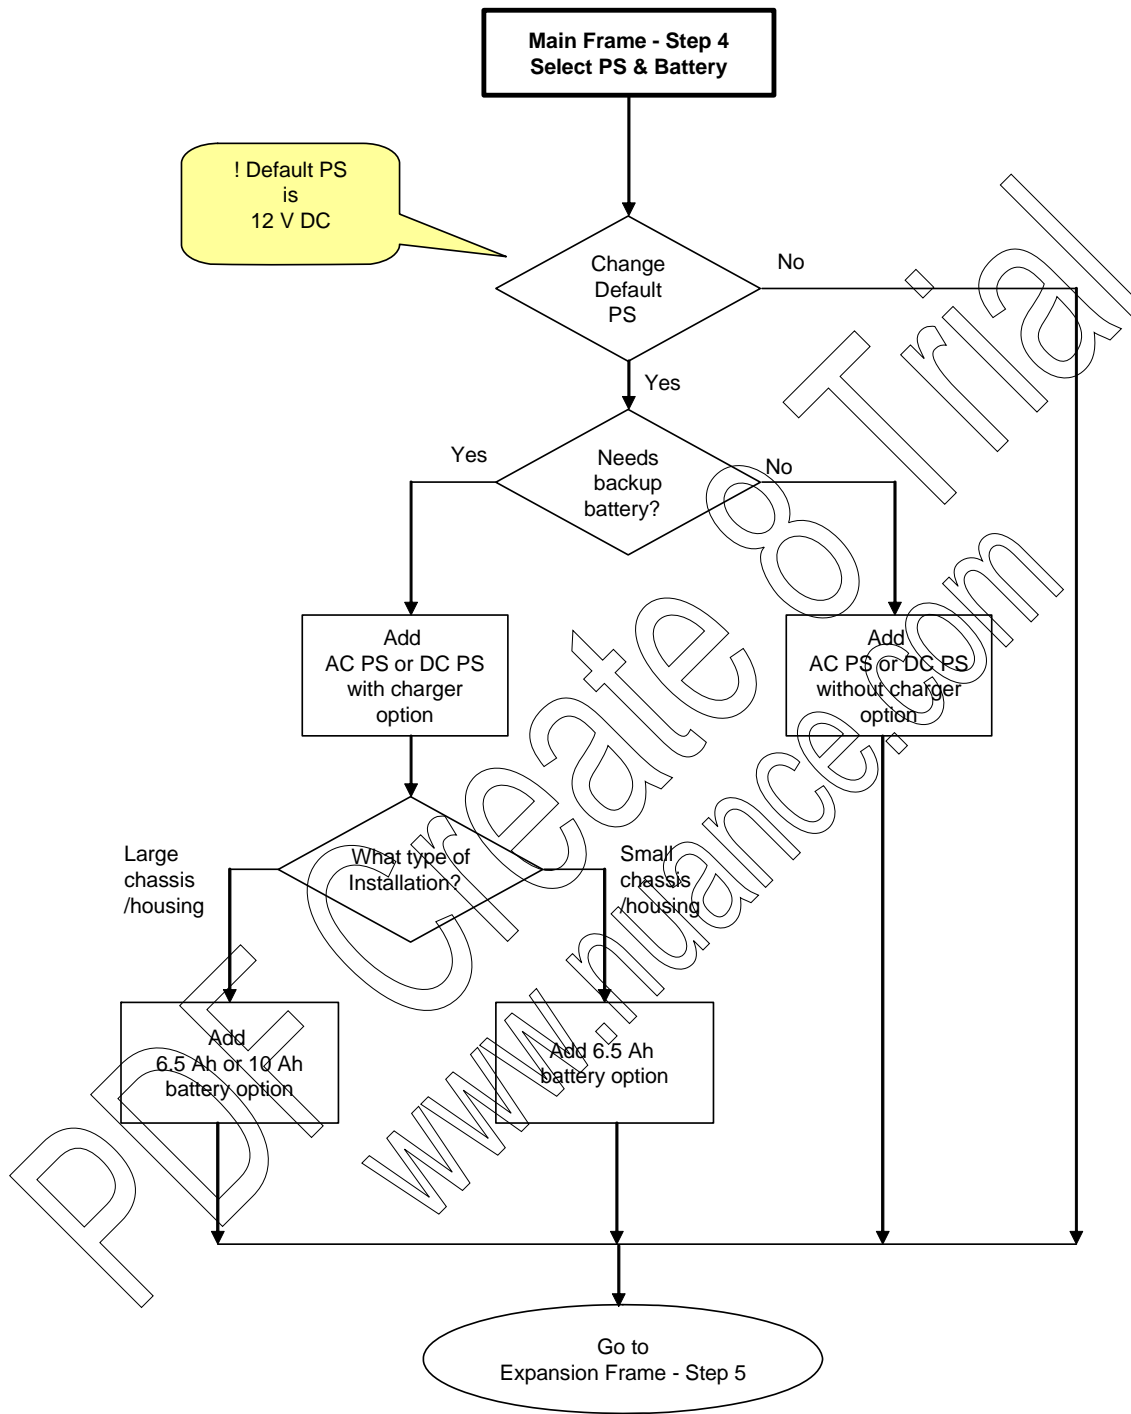 Main Frame - Step 4
Select PS & Battery
! Default PS
is
12 V DC
Change
Default
PS
No
Yes
Needs
backup
battery?
Yes
No
Add
AC PS or DC PS
with charger
option
Add
AC PS or DC PS
without charger
option
What type of
Installation?
Large
chassis
/housing
Small
chassis
/housing
Add
6.5 Ah or 10 Ah
battery option
Add 6.5 Ah
battery option
Go to
Expansion Frame - Step 5
PDF Create 8 Trial
www.nuance.com